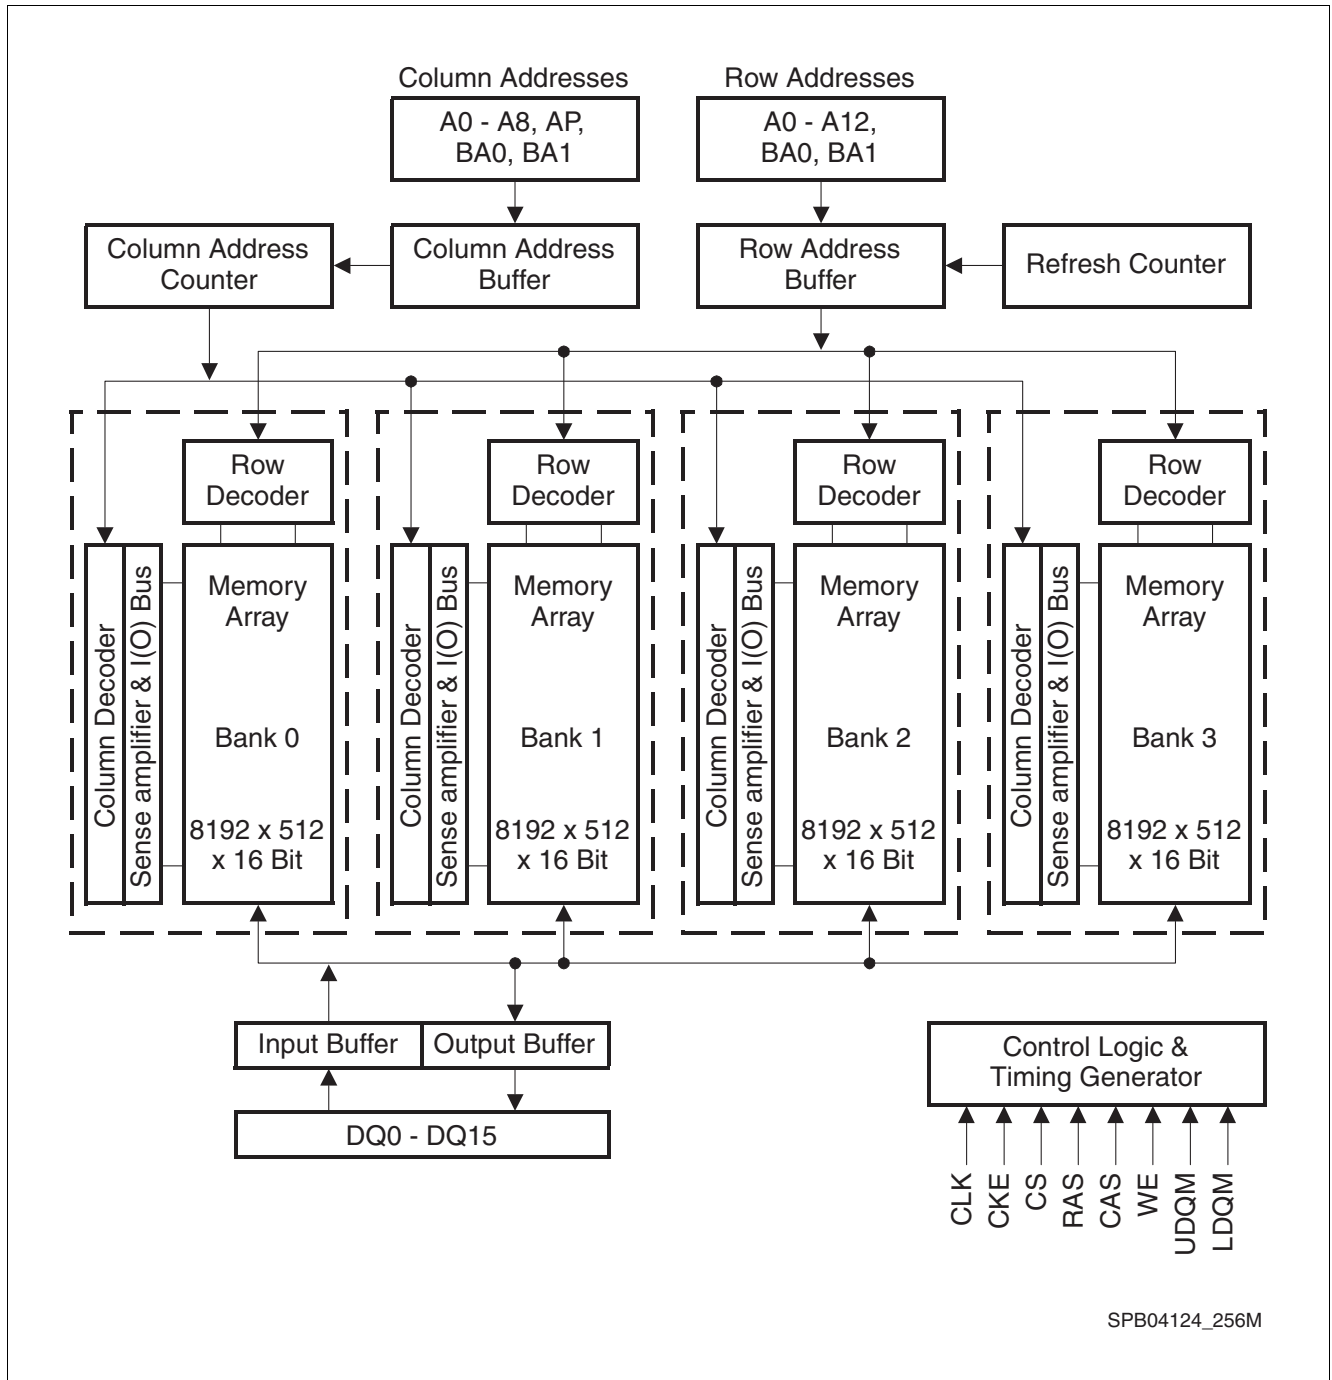 Column Addresses
Row Addresses
A0 - A8, AP,
BA0, BA1
A0 - A12,
BA0, BA1
Column Address
Counter
Column Address
Buffer
Row Address
Buffer
Refresh Counter
Row
Decoder
Row
Decoder
Row
Decoder
Row
Decoder
Column Decoder
Sense amplifier & I(O) Bus
Memory
Array
Bank 0
8192 x 512
x 16 Bit
Column Decoder
Sense amplifier & I(O) Bus
Memory
Array
Bank 1
8192 x 512
x 16 Bit
Column Decoder
Sense amplifier & I(O) Bus
Memory
Array
Bank 2
8192 x 512
x 16 Bit
Column Decoder
Sense amplifier & I(O) Bus
Memory
Array
Bank 3
8192 x 512
x 16 Bit
Input Buffer
Output Buffer
DQ0 - DQ15
Control Logic &
Timing Generator
CLK
CKE
CS
RAS
CAS
WE
UDQM
LDQM
SPB04124_256M